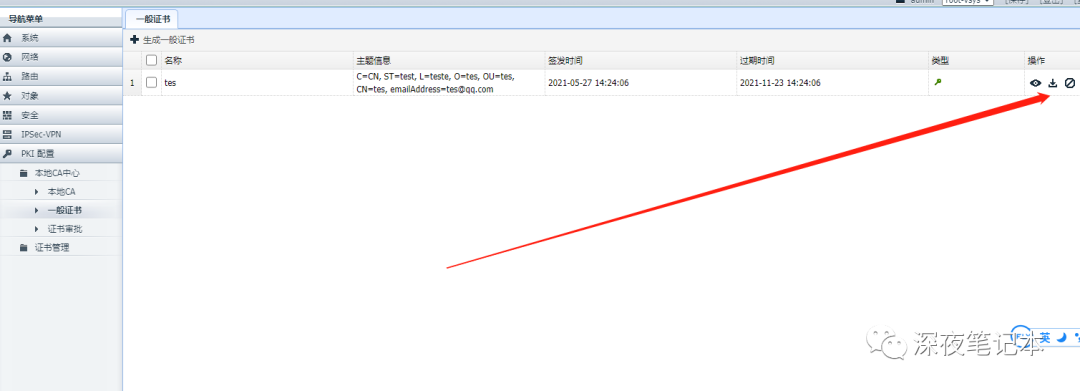 admin root-vsys [保存] [登出]
导航菜单
系统
网络
路由
对象
安全
IPSec-VPN
PKI 配置
本地CA中心
本地CA
一般证书
证书审批
证书管理
一般证书
生成一般证书
名称 主题信息 签发时间 过期时间 类型 操作
1 tes C=CN, ST=test, L=teste, O=tes, OU=tes, 2021-05-27 14:24:06 2021-11-23 14:24:06
CN=tes, emailAddress=tes@qq.com
英
深夜笔记本